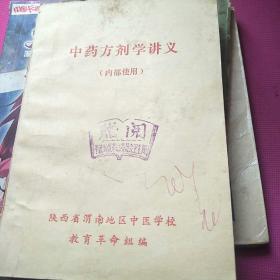 中药方剂学讲义
(内部使用)
陕西省渭南地区中医学校
教育革命组编